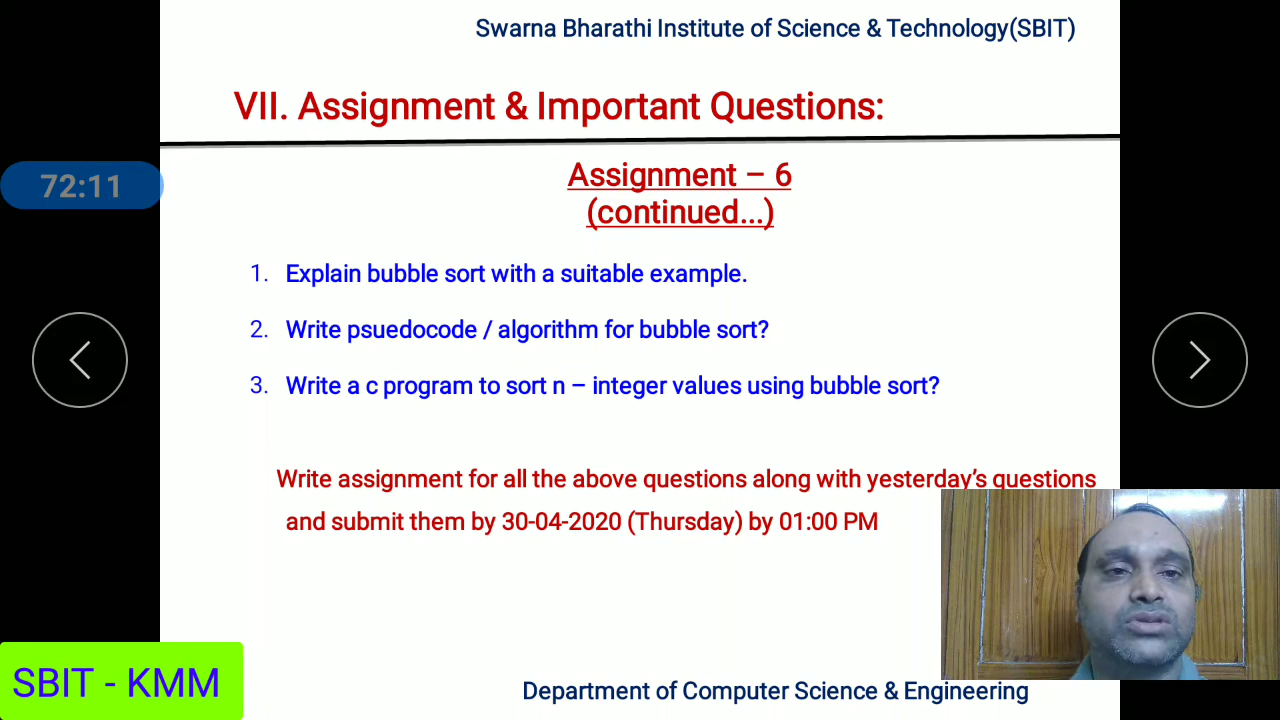 Swarna Bharathi Institute of Science & Technology(SBIT)
VII. Assignment & Important Questions:
72:11
Assignment – 6
(continued...)
1. Explain bubble sort with a suitable example.
2. Write psuedocode / algorithm for bubble sort?
3. Write a c program to sort n – integer values using bubble sort?
Write assignment for all the above questions along with yesterday's questions
and submit them by 30-04-2020 (Thursday) by 01:00 PM
SBIT - KMM
Department of Computer Science & Engineering